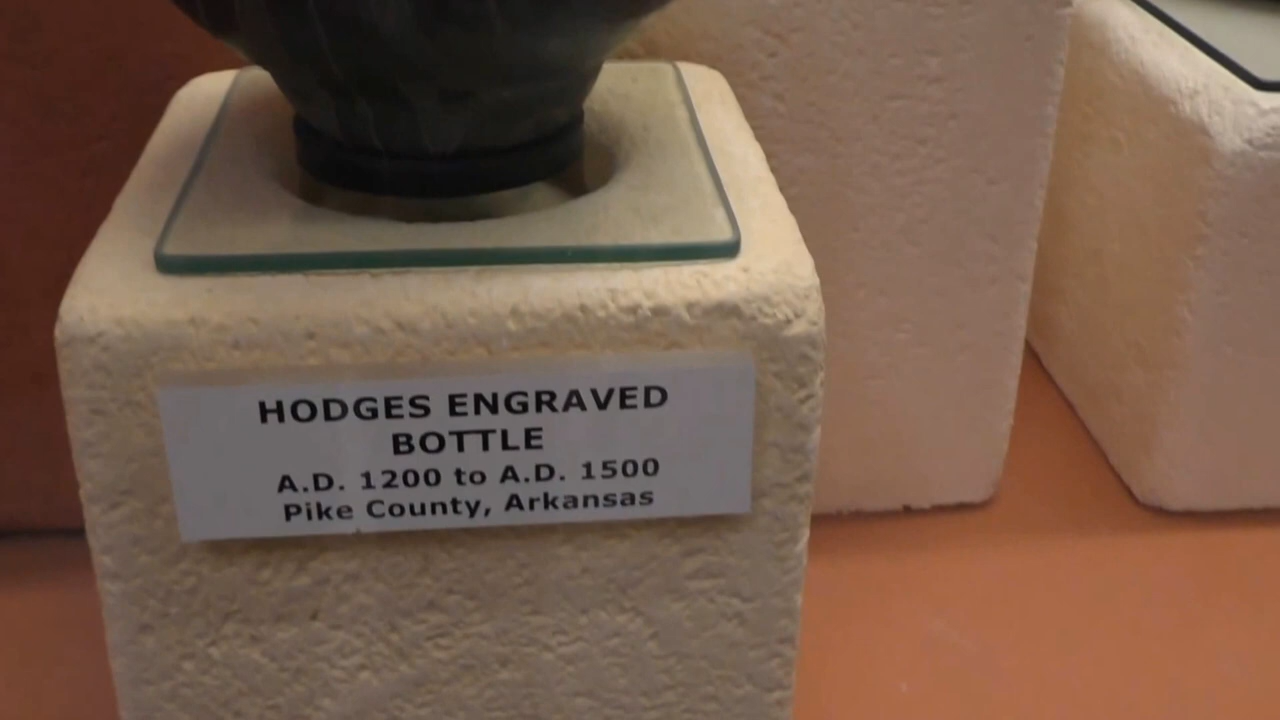 HODGES ENGRAVED
BOTTLE
A.D. 1200 to A.D. 1500
Pike County, Arkansas